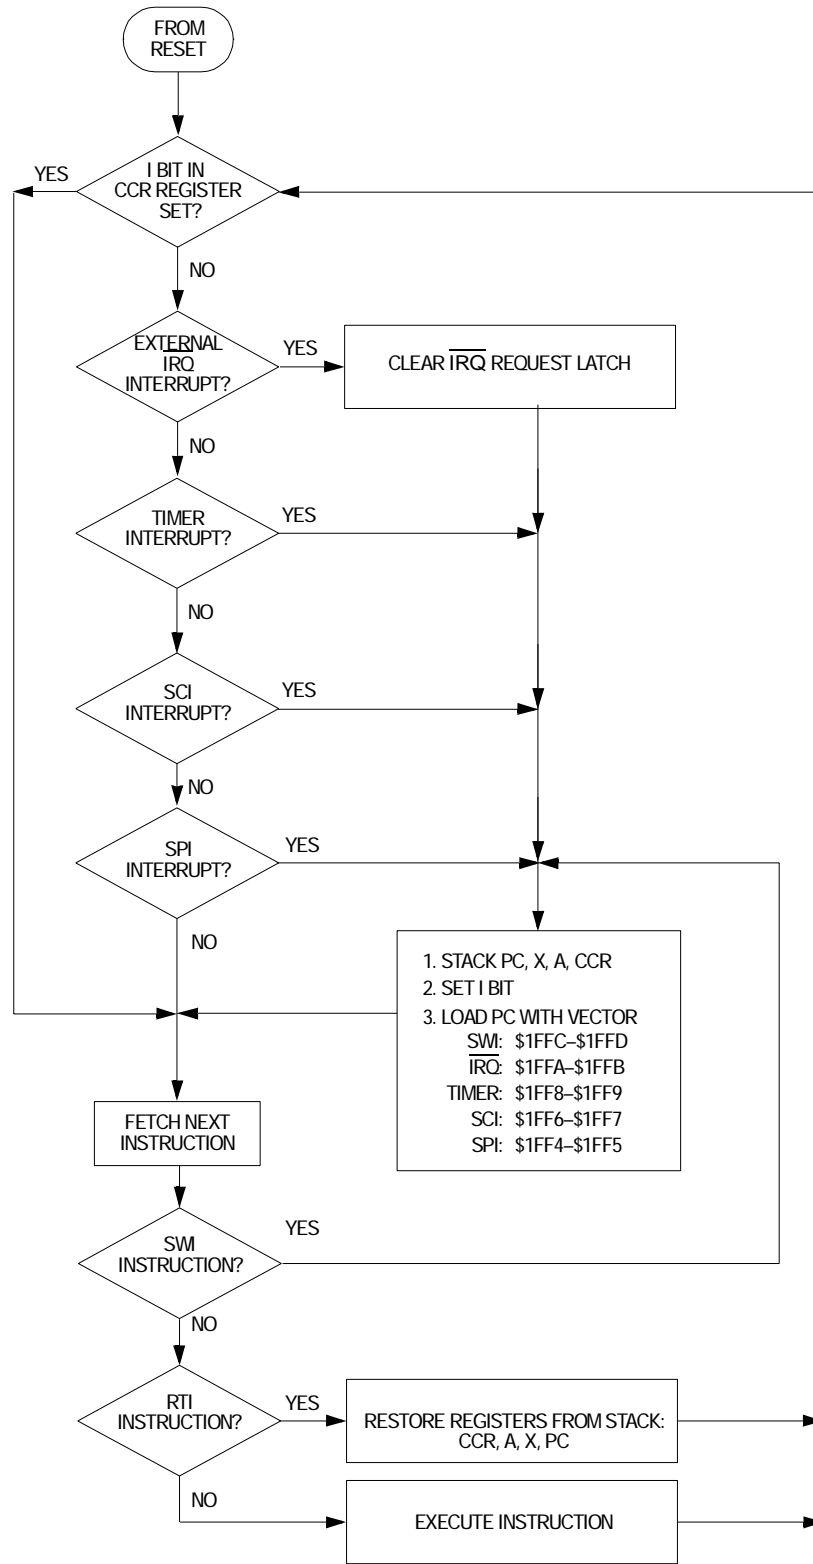 FROM
RESET
YES
I BIT IN
CCR REGISTER
SET?
NO
EXTERNAL
IRQ
INTERRUPT?
YES
CLEAR IRQ REQUEST LATCH
NO
TIMER
INTERRUPT?
YES
NO
SCI
INTERRUPT?
YES
NO
SPI
INTERRUPT?
YES
NO
1. STACK PC, X, A, CCR
2. SET I BIT
3. LOAD PC WITH VECTOR
SWI: $1FFC–$1FFD
IRQ: $1FFA–$1FFB
TIMER: $1FF8–$1FF9
SCI: $1FF6–$1FF7
SPI: $1FF4–$1FF5
FETCH NEXT
INSTRUCTION
SWI
INSTRUCTION?
YES
NO
RTI
INSTRUCTION?
YES
RESTORE REGISTERS FROM STACK:
CCR, A, X, PC
NO
EXECUTE INSTRUCTION